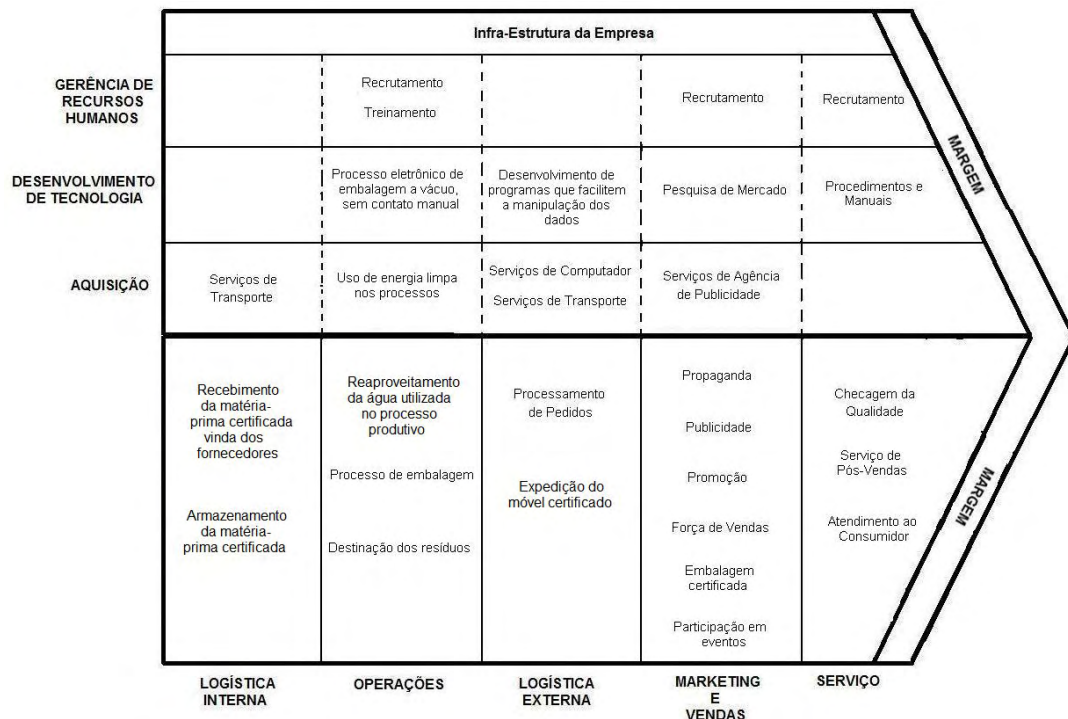 Infra-Estrutura da Empresa
GERÊNCIA DE
RECURSOS
HUMANOS
Recrutamento
Treinamento
Recrutamento
Recrutamento
MARGEM
DESENVOLVIMENTO
DE TECNOLOGIA
Processo eletrônico de
embalagem a vácuo,
sem contato manual
Desenvolvimento de
programas que facilitem
a manipulação dos
dados
Pesquisa de Mercado
Procedimentos e
Manuais
AQUISIÇÃO
Serviços de
Transporte
Uso de energia limpa
nos processos
Serviços de Computador
Serviços de Transporte
Serviços de Agência
de Publicidade
Recebimento
da matéria-
prima certificada
vinda dos
fornecedores
Armazenamento
da matéria-
prima certificada
Reaproveitamento
da água utilizada
no processo
produtivo
Processo de embalagem
Destinação dos resíduos
Processamento
de Pedidos
Expedição do
móvel certificado
Propaganda
Publicidade
Promoção
Força de Vendas
Embalagem
certificada
Participação em
eventos
Checagem da
Qualidade
Serviço de
Pós-Vendas
Atendimento ao
Consumidor
MARGEM
LOGÍSTICA
INTERNA
OPERAÇÕES
LOGÍSTICA
EXTERNA
MARKETING
E
VENDAS
SERVIÇO